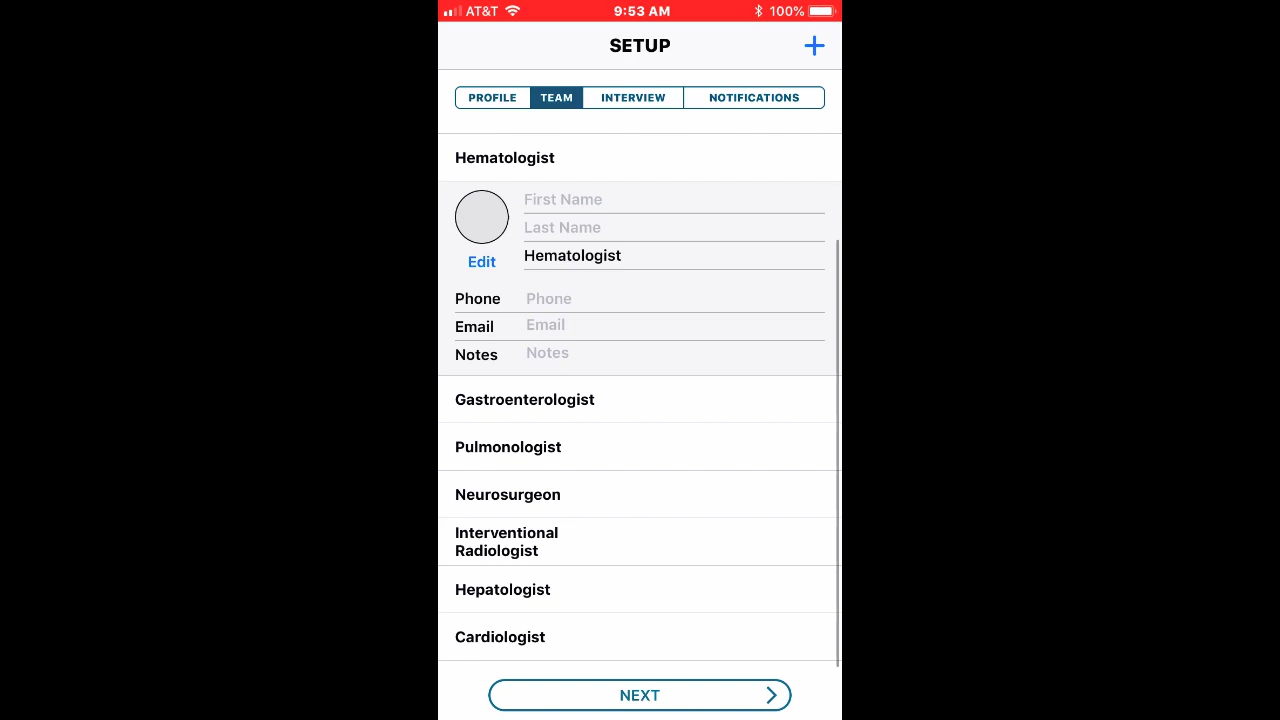 AT&T 9:53 AM 100%
SETUP
PROFILE TEAM INTERVIEW NOTIFICATIONS
Hematologist
First Name
Last Name
Hematologist
Edit
Phone Phone
Email Email
Notes Notes
Gastroenterologist
Pulmonologist
Neurosurgeon
Interventional
Radiologist
Hepatologist
Cardiologist
NEXT